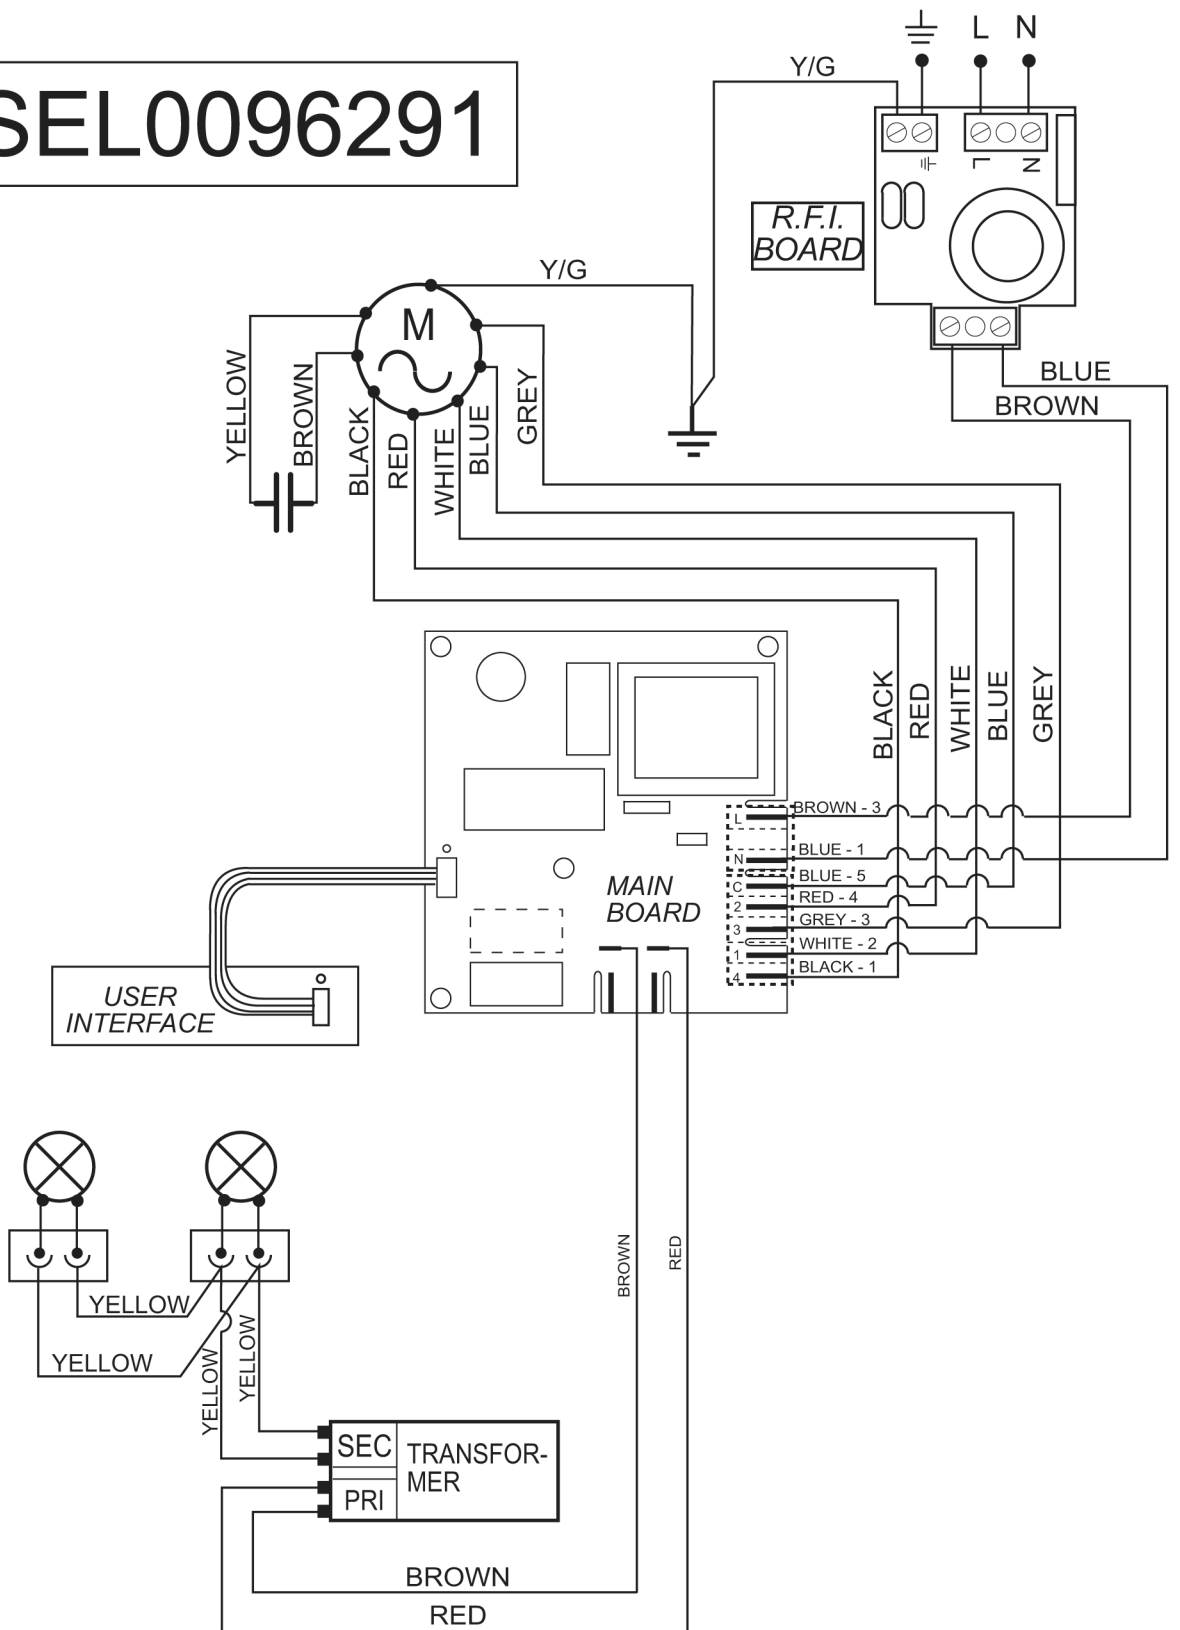 L N
Y/G
SEL0096291
L N
R.F.I.
BOARD
Y/G
M
BLUE
BROWN
YELLOW
BROWN
BLACK
RED
WHITE
BLUE
GREY
BLACK
RED
WHITE
BLUE
GREY
L
BROWN - 3
N
BLUE - 1
C
BLUE - 5
2
RED - 4
3
GREY - 3
1
WHITE - 2
4
BLACK - 1
MAIN
BOARD
USER
INTERFACE
BROWN
RED
YELLOW
YELLOW
YELLOW
YELLOW
SEC
PRI
TRANSFOR-
MER
BROWN
RED